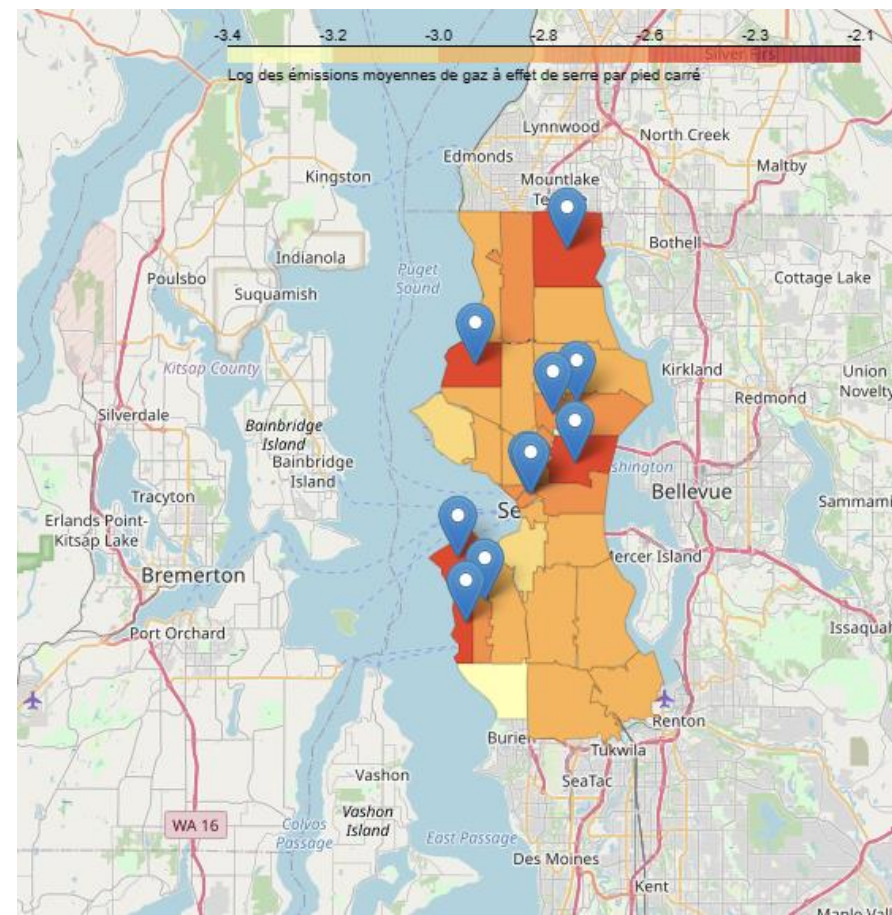 -3.4 -3.2 -3.0 -2.8 -2.6 -2.3 -2.1
Log des émissions moyennes de gaz à effet de serre par pied carré
Lynnwood
North Creek
Edmonds
Maltby
Kingston
Mountlake
Bothell
Indianola
Puget
Sound
Poulsbo
Cottage Lake
Suquamish
Kitsap County
Kirkland
Union
Novelty
Redmond
Silverdale
Bainbridge
Island
Bainbridge
Island
Bellevue
Tracyton
Sammami
Erlands Point-
Kitsap Lake
Se
Mercer Island
Bremerton
Port Orchard
Issaquah
Renton
Burien
Tukwila
Vashon
SeaTac
WA 16
Colvos
Passage
Vashon
Island
East Passage
Des Moines
Kent